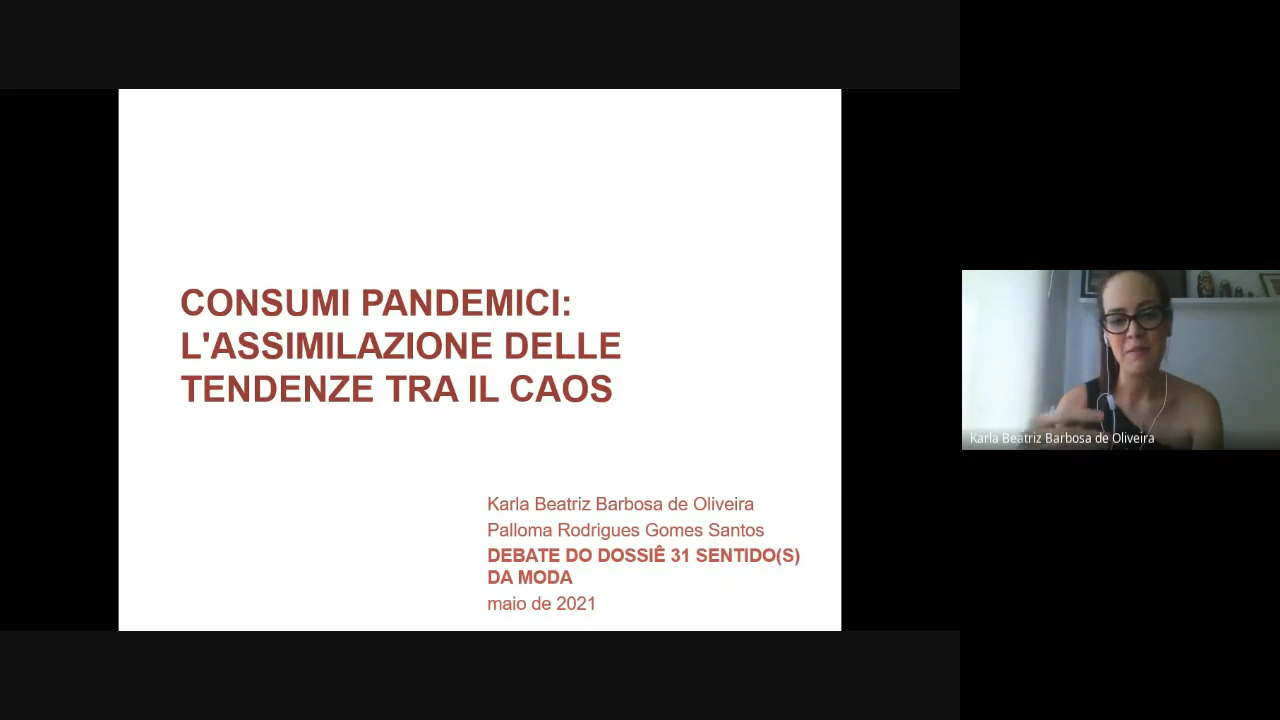 CONSUMI PANDEMICI:
L'ASSIMILAZIONE DELLE
TENDENZE TRA IL CAOS
Karla Beatriz Barbosa de Oliveira
Palloma Rodrigues Gomes Santos
DEBATE DO DOSSIÊ 31 SENTIDO(S)
DA MODA
maio de 2021
Karla Beatriz Barbosa de Oliveira